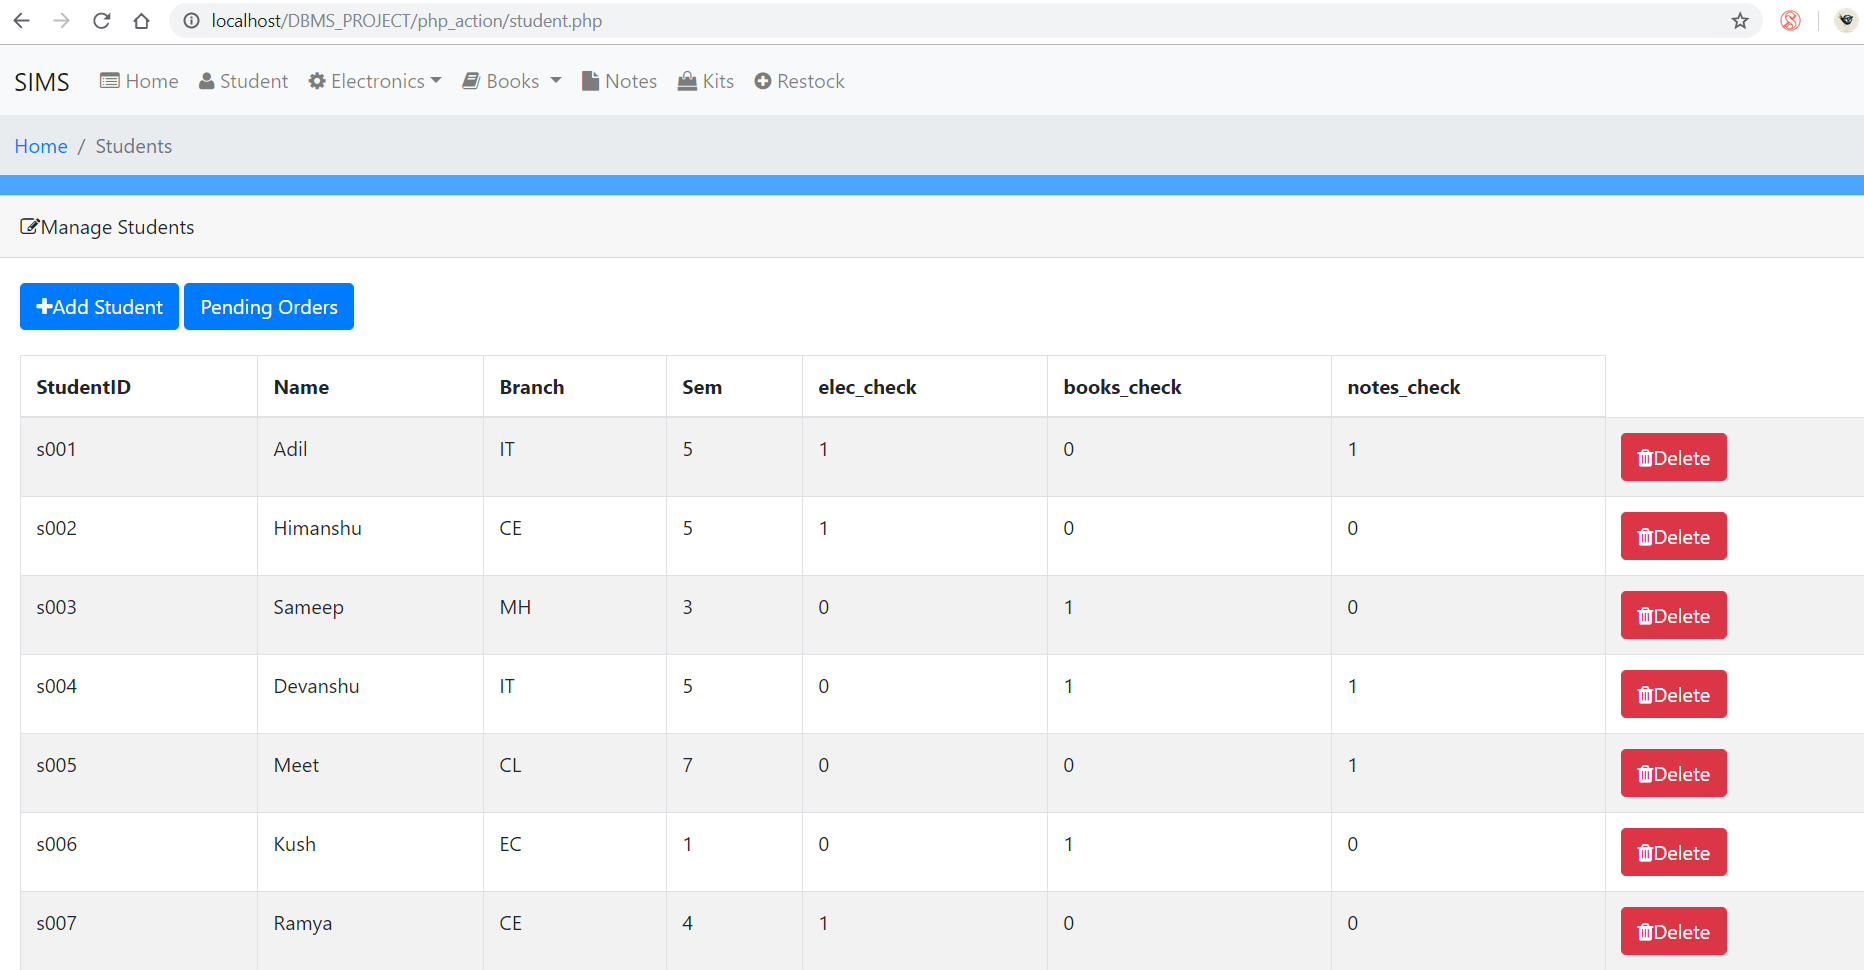 localhost/DBMS_PROJECT/php_action/student.php
SIMS Home Student Electronics Books Notes Kits Restock
Home / Students
Manage Students
Add Student Pending Orders
StudentID Name Branch Sem elec_check books_check notes_check
s001 Adil IT 5 1 0 1 Delete
s002 Himanshu CE 5 1 0 0 Delete
s003 Sameep MH 3 0 1 0 Delete
s004 Devanshu IT 5 0 1 1 Delete
s005 Meet CL 7 0 0 1 Delete
s006 Kush EC 1 0 1 0 Delete
s007 Ramya CE 4 1 0 0 Delete